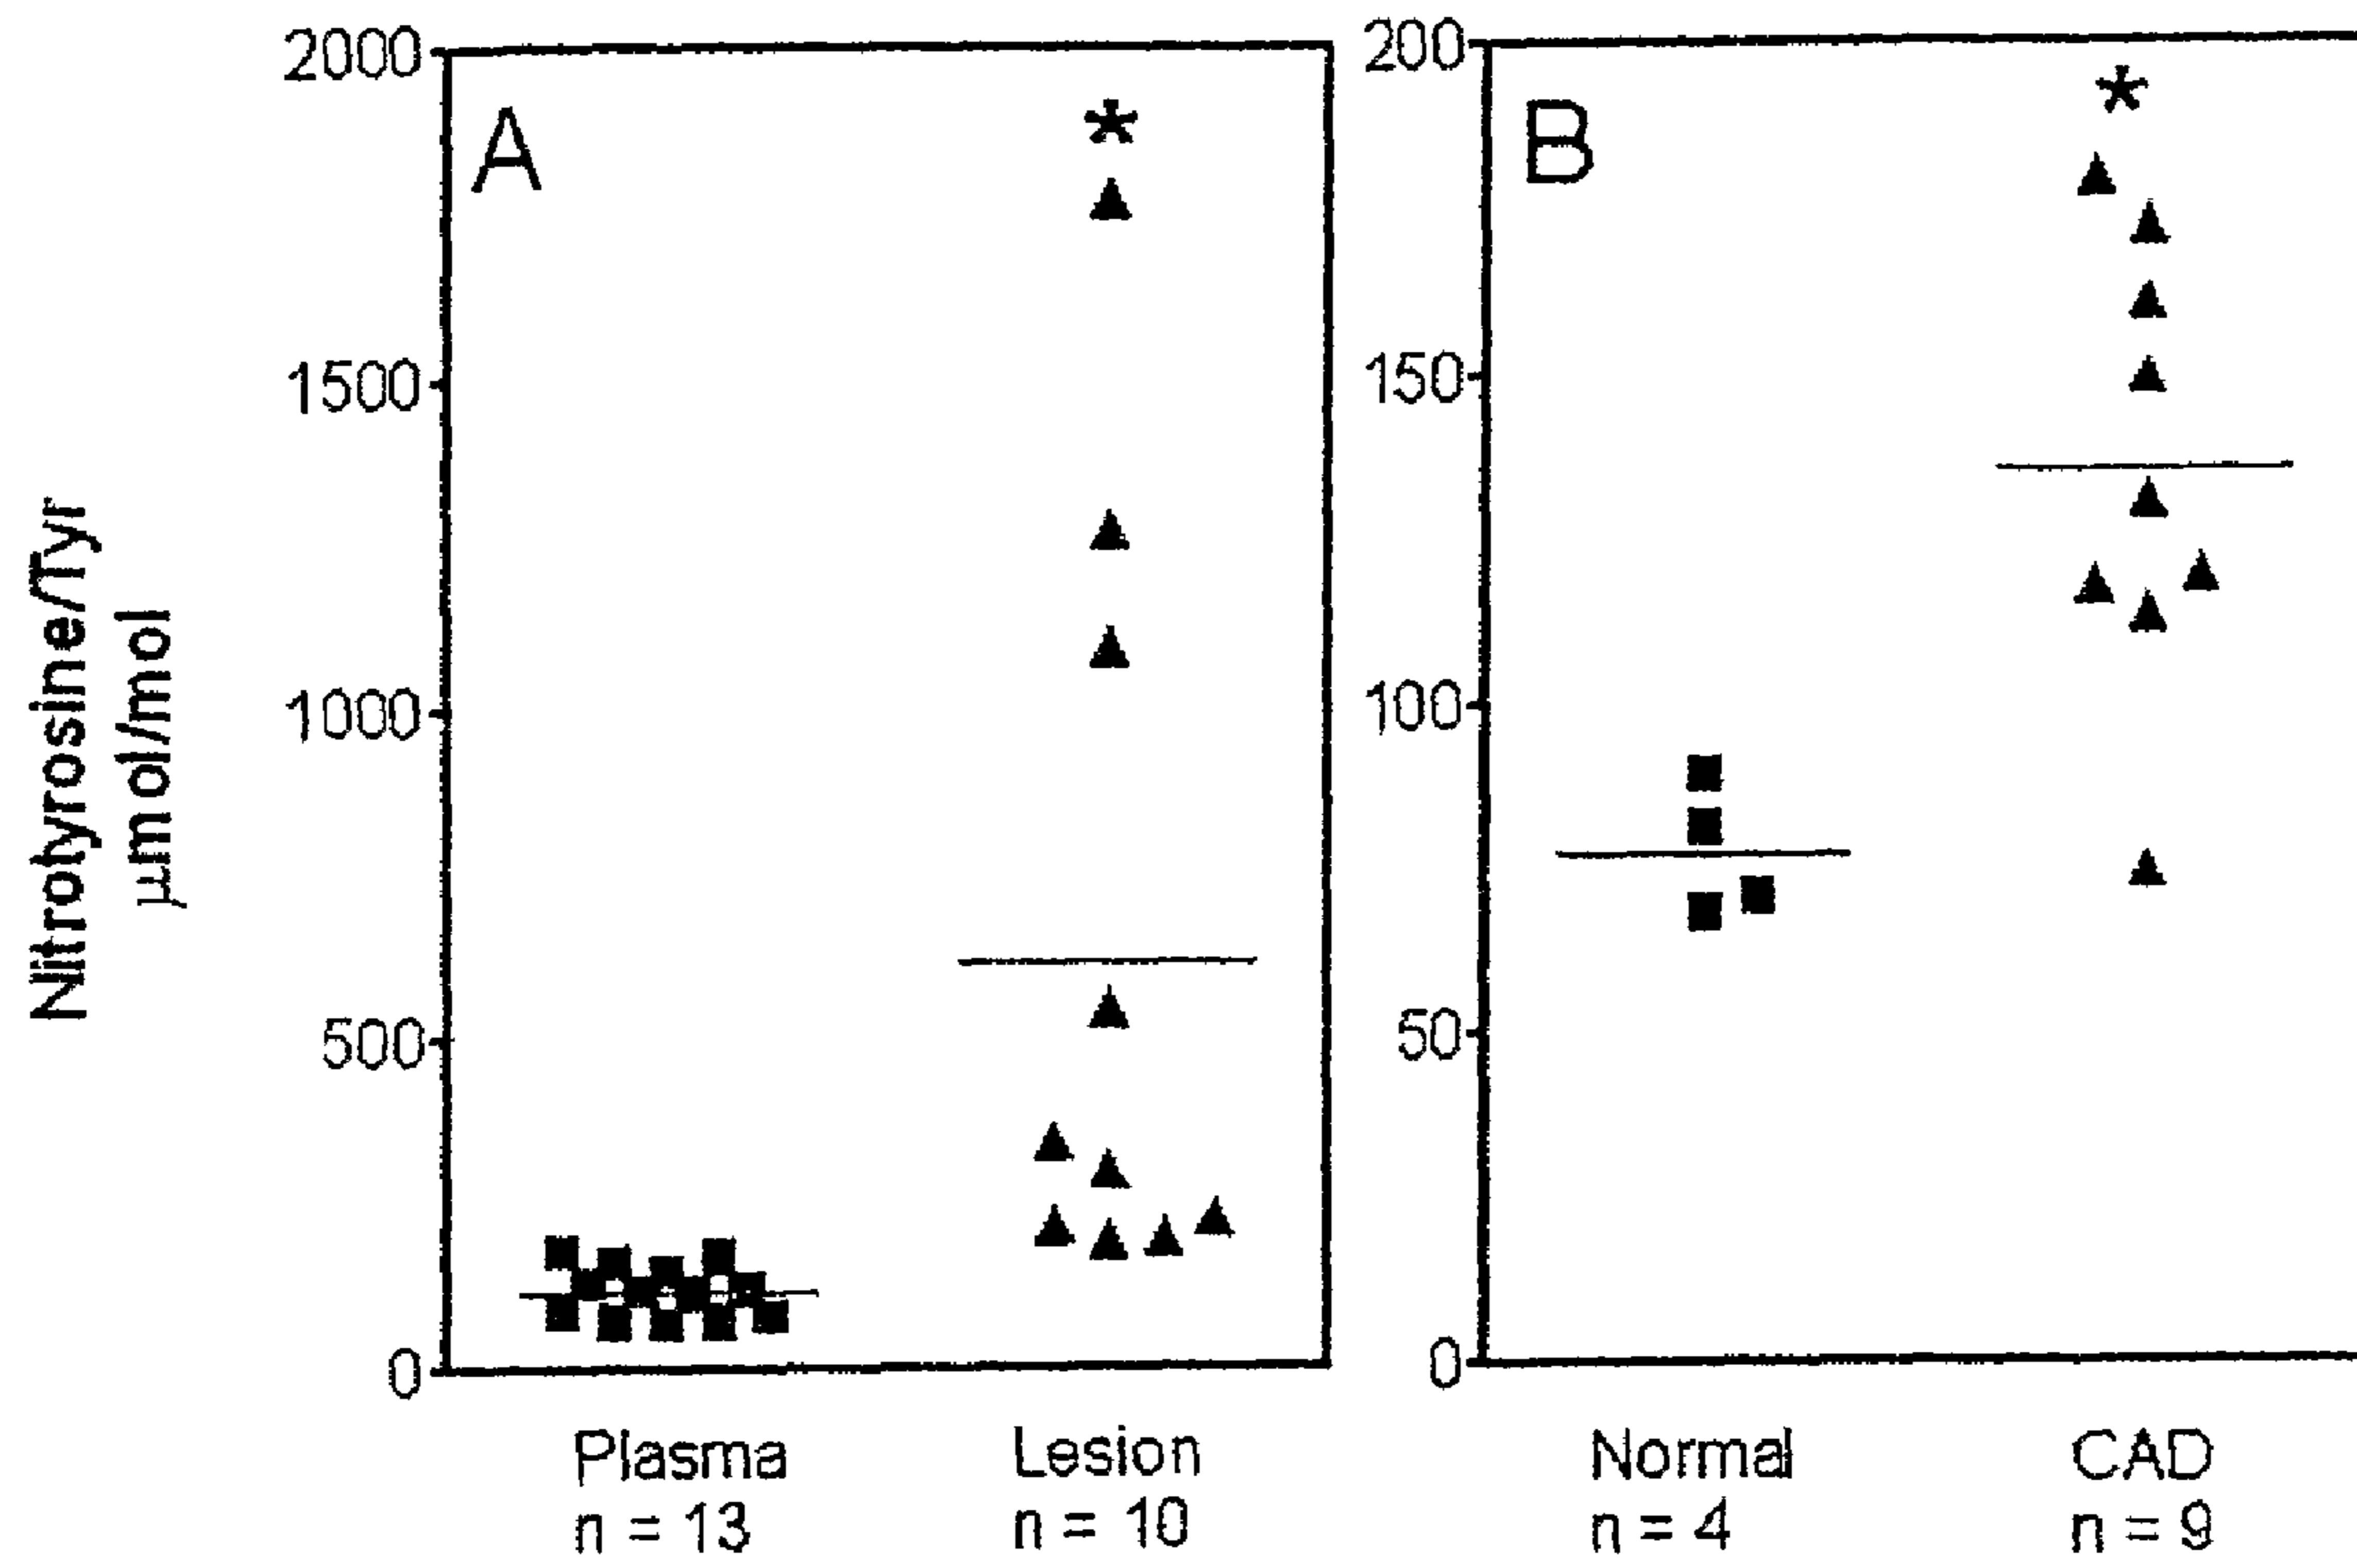 Nitrotyrosine/Tyr
µmol/mol
2000
1500
1000
500
0
A
*
Plasma
n = 13
Lesion
n = 10
200
150
100
50
0
B
*
Normal
n = 4
CAD
n = 9